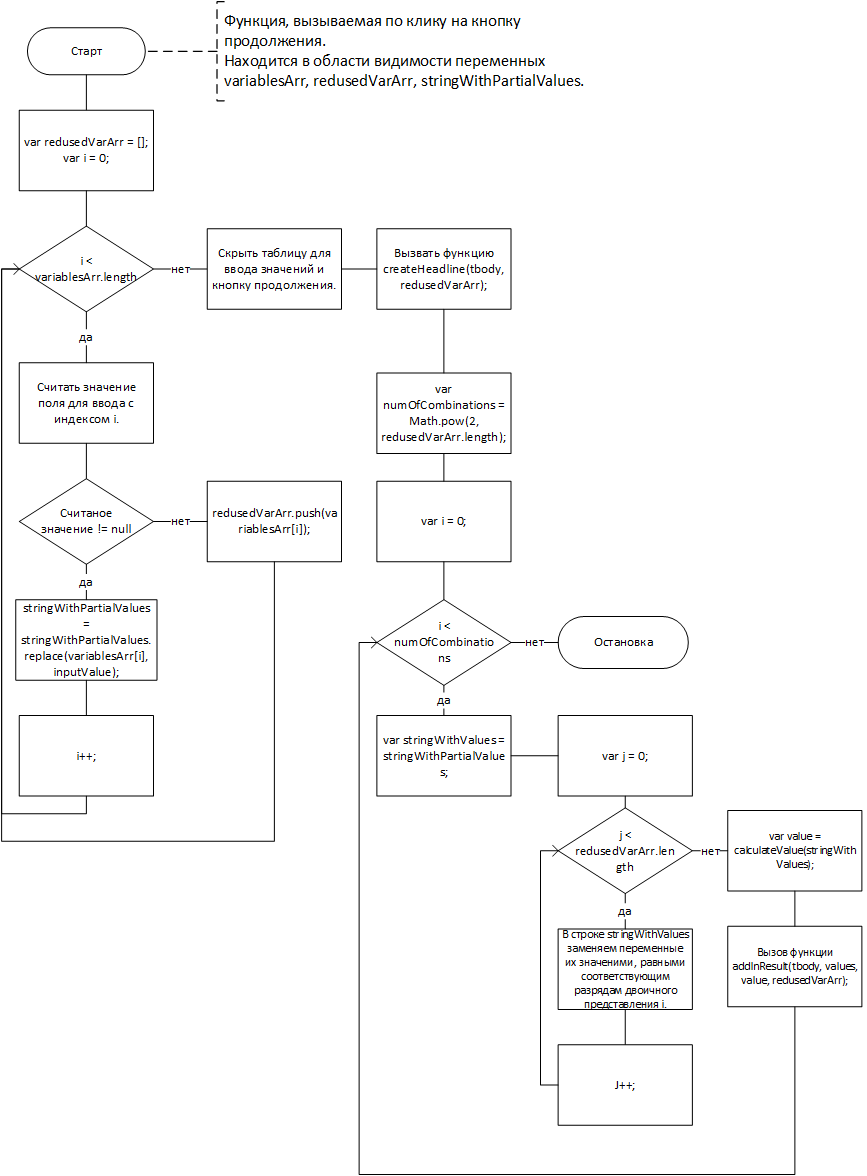 Функция, вызываемая по клику на кнопку
продолжения.
Находится в области видимости переменных
variablesArr, redusedVarArr, stringWithPartialValues.
Старт
var redusedVarArr = [];
var i = 0;
i <
variablesArr.length
нет
Скрыть таблицу для
ввода значений и
кнопку продолжения.
Вызвать функцию
createHeadline(tbody,
redusedVarArr);
да
Считать значение
поля для ввода с
индексом i.
var
numOfCombinations =
Math.pow(2,
redusedVarArr.length);
Считаное
значение != null
нет
redusedVarArr.push(va
riablesArr[i]);
var i = 0;
да
stringWithPartialValues
=
stringWithPartialValues.
replace(variablesArr[i],
inputValue);
i <
numOfCombinatio
ns
нет
Остановка
да
i++;
var stringWithValues =
stringWithPartialValue
s;
var j = 0;
j <
redusedVarArr.len
gth
нет
var value =
calculateValue(stringWith
Values);
да
В строке stringWithValues
заменяем переменные
их значениями, равными
соответствующим
разрядам двоичного
представления i.
Вызов функции
addInResult(tbody, values,
value, redusedVarArr);
J++;